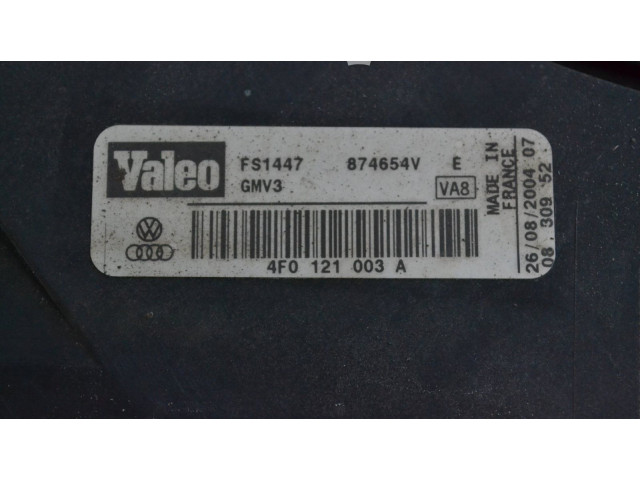 Valeo FS1447 874654V E
GMV3 VA8
4F0 121 003 A
MADE IN
FRANCE
26/08/2004 07
08 309 52